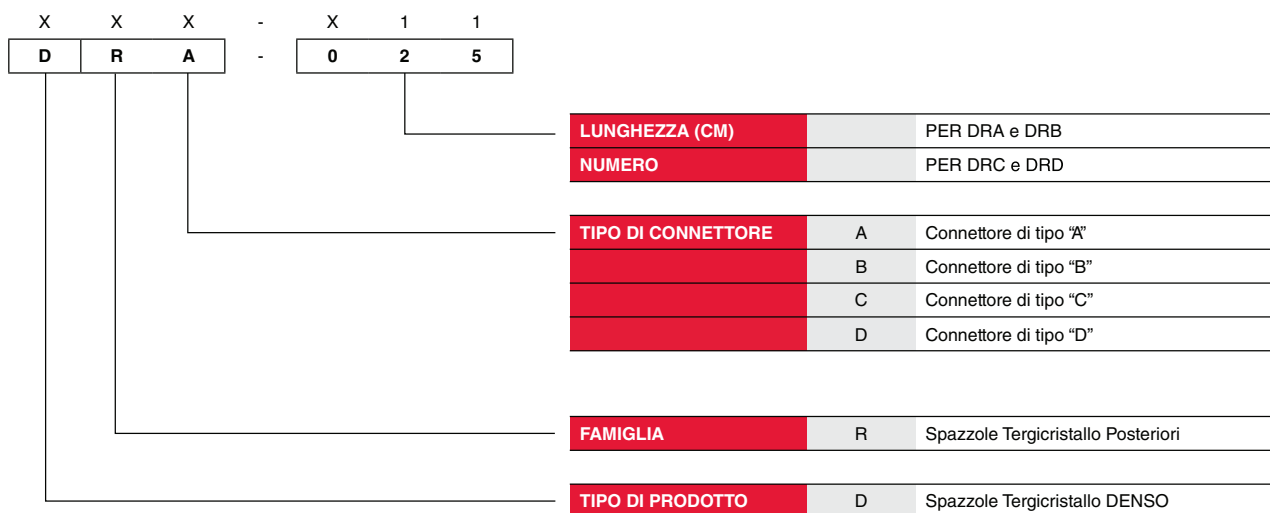 X X X - X 1 1
D R A - 0 2 5
LUNGHEZZA (CM) PER DRA e DRB
NUMERO PER DRC e DRD
TIPO DI CONNETTORE A Connettore di tipo “A”
B Connettore di tipo “B”
C Connettore di tipo “C”
D Connettore di tipo “D”
FAMIGLIA R Spazzole Tergicristallo Posteriori
TIPO DI PRODOTTO D Spazzole Tergicristallo DENSO